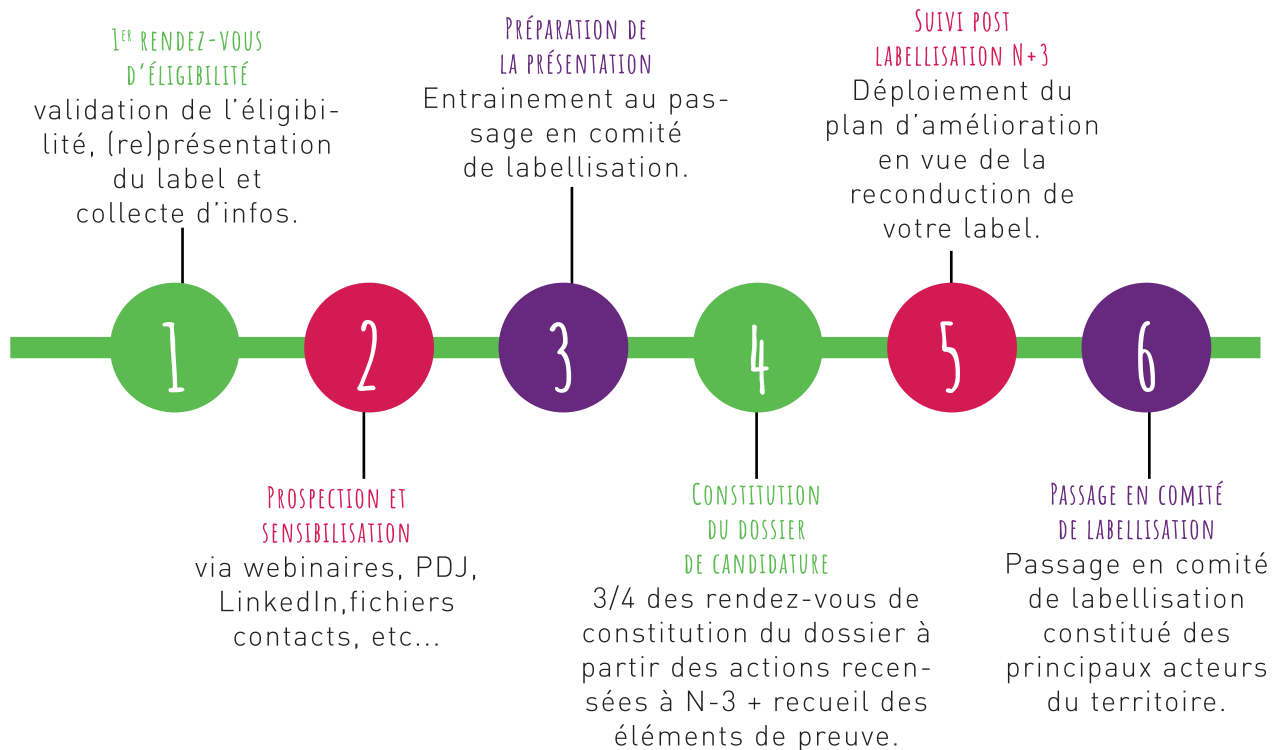 1ER RENDEZ-VOUS
D'ÉLIGIBILITÉ
validation de l'éligibi-
lité, (re)présentation
du label et
collecte d'infos.
PRÉPARATION DE
LA PRÉSENTATION
Entrainement au pas-
sage en comité
de labellisation.
SUIVI POST
LABELLISATION N+3
Déploiement du
plan d'amélioration
en vue de la
reconduction de
votre label.
1
2
3
4
5
6
PROSPECTION ET
SENSIBILISATION
via webinaires, PDJ,
LinkedIn,fichiers
contacts, etc...
CONSTITUTION
DU DOSSIER
DE CANDIDATURE
3/4 des rendez-vous de
constitution du dossier à
partir des actions recen-
sées à N-3 + recueil des
éléments de preuve.
PASSAGE EN COMITÉ
DE LABELLISATION
Passage en comité
de labellisation
constitué des
principaux acteurs
du territoire.